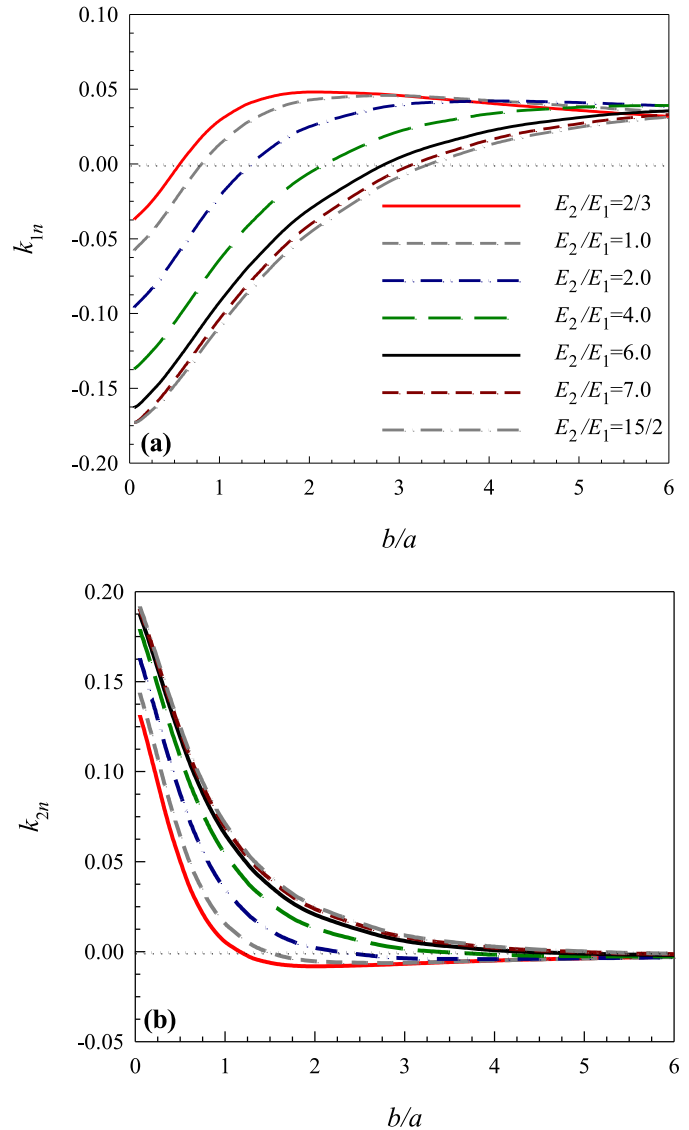 0.10
0.05
0.00
-0.05
-0.10
-0.15
-0.20
k1n
E2/E1=2/3
E2/E1=1.0
E2/E1=2.0
E2/E1=4.0
E2/E1=6.0
E2/E1=7.0
E2/E1=15/2
(a)
0 1 2 3 4 5 6
b/a
0.20
0.15
0.10
0.05
0.00
-0.05
k2n
(b)
0 1 2 3 4 5 6
b/a